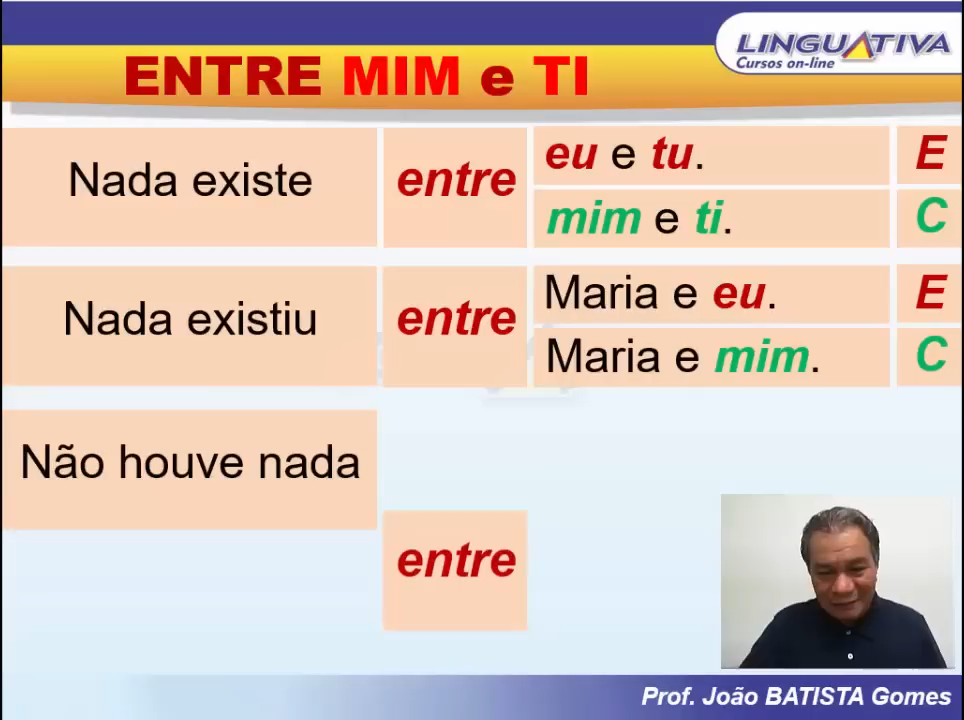 LINGUATIVA
Cursos on-line
ENTRE MIM e TI
Nada existe entre eu e tu. E
mim e ti. C
Nada existiu entre Maria e eu. E
Maria e mim. C
Não houve nada
entre
Prof. João BATISTA Gomes